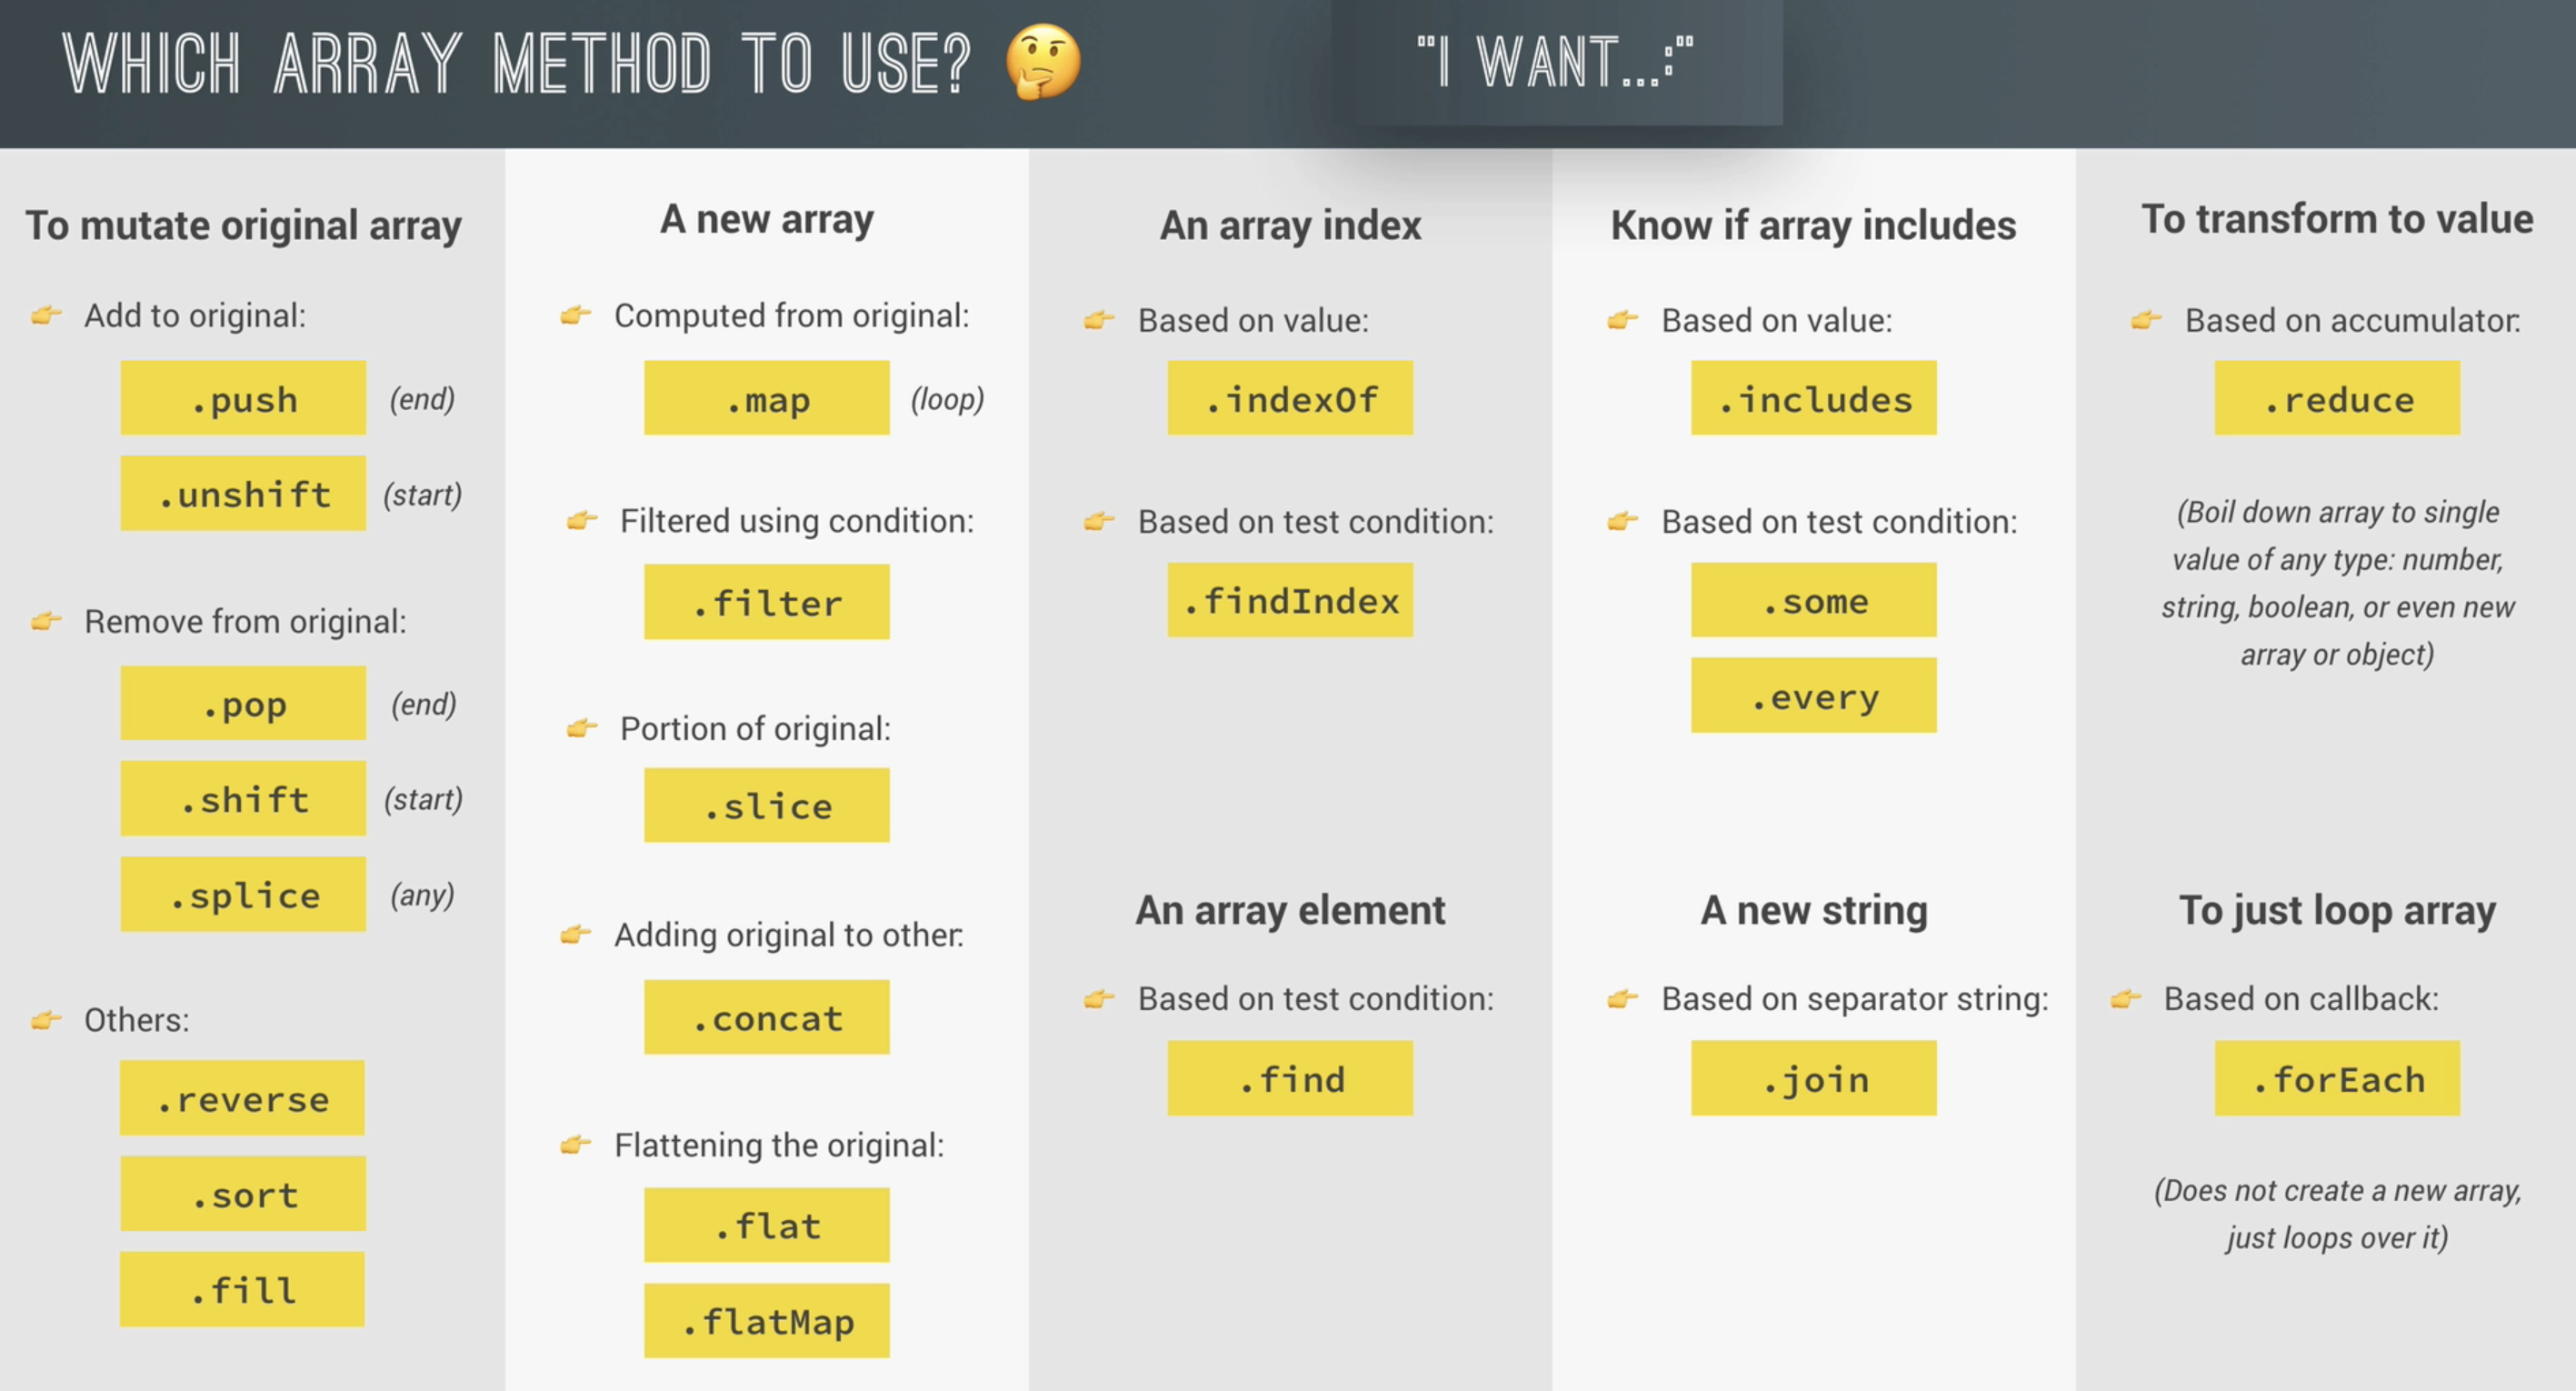 WHICH ARRAY METHOD TO USE? 🤔
"I WANT...:"
To mutate original array
👉 Add to original:
.push (end)
.unshift (start)
👉 Remove from original:
.pop (end)
.shift (start)
.splice (any)
👉 Others:
.reverse
.sort
.fill
A new array
👉 Computed from original:
.map (loop)
👉 Filtered using condition:
.filter
👉 Portion of original:
.slice
👉 Adding original to other:
.concat
👉 Flattening the original:
.flat
.flatMap
An array index
👉 Based on value:
.indexOf
👉 Based on test condition:
.findIndex
An array element
👉 Based on test condition:
.find
Know if array includes
👉 Based on value:
.includes
👉 Based on test condition:
.some
.every
A new string
👉 Based on separator string:
.join
To transform to value
👉 Based on accumulator:
.reduce
(Boil down array to single
value of any type: number,
string, boolean, or even new
array or object)
To just loop array
👉 Based on callback:
.forEach
(Does not create a new array,
just loops over it)